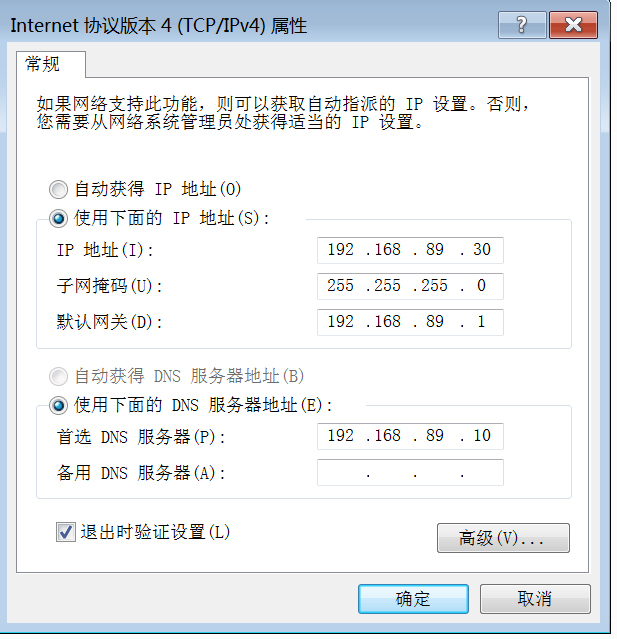 Internet 协议版本 4 (TCP/IPv4) 属性
?
常规
如果网络支持此功能，则可以获取自动指派的 IP 设置。否则，
您需要从网络系统管理员处获得适当的 IP 设置。
自动获得 IP 地址(O)
使用下面的 IP 地址(S):
IP 地址(I): 192 .168 . 89 . 30
子网掩码(U): 255 .255 .255 . 0
默认网关(D): 192 .168 . 89 . 1
自动获得 DNS 服务器地址(B)
使用下面的 DNS 服务器地址(E):
首选 DNS 服务器(P): 192 .168 . 89 . 10
备用 DNS 服务器(A): . . .
退出时验证设置(L)
高级(V)...
确定 取消